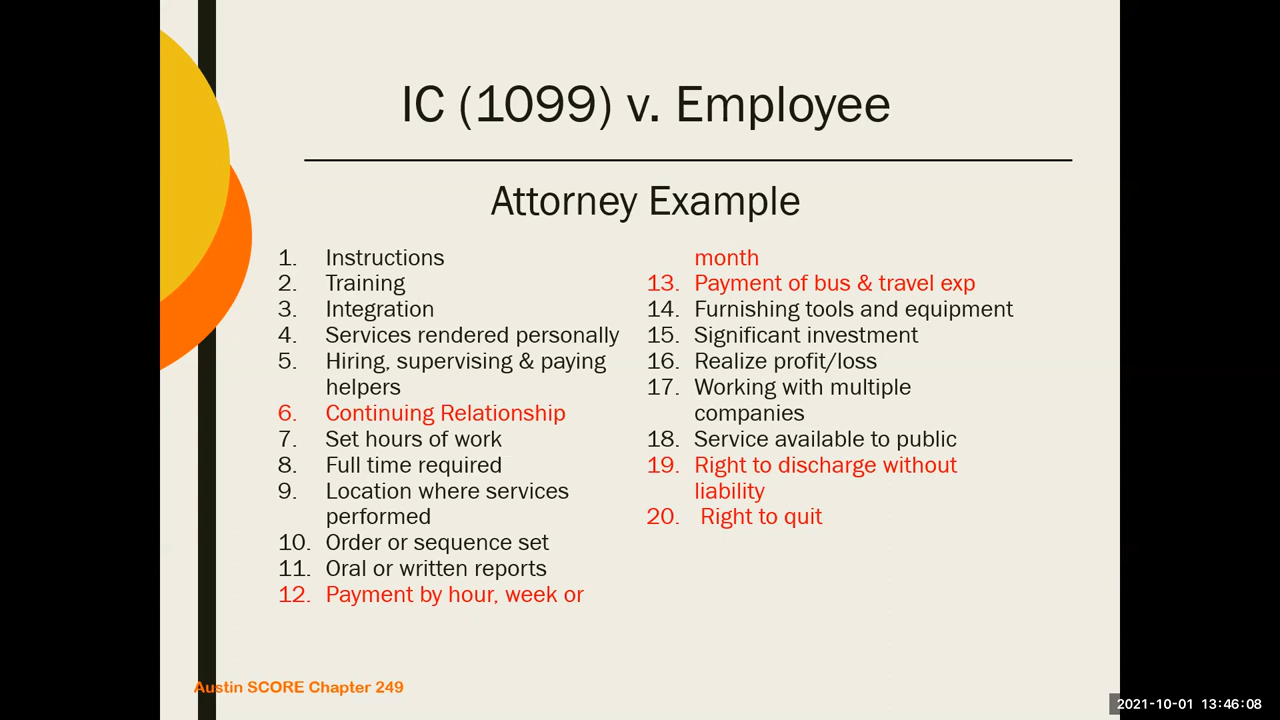 IC (1099) v. Employee
Attorney Example
1. Instructions
2. Training
3. Integration
4. Services rendered personally
5. Hiring, supervising & paying
helpers
6. Continuing Relationship
7. Set hours of work
8. Full time required
9. Location where services
performed
10. Order or sequence set
11. Oral or written reports
12. Payment by hour, week or
month
13. Payment of bus & travel exp
14. Furnishing tools and equipment
15. Significant investment
16. Realize profit/loss
17. Working with multiple
companies
18. Service available to public
19. Right to discharge without
liability
20. Right to quit
Austin SCORE Chapter 249
2021-10-01 13:46:08